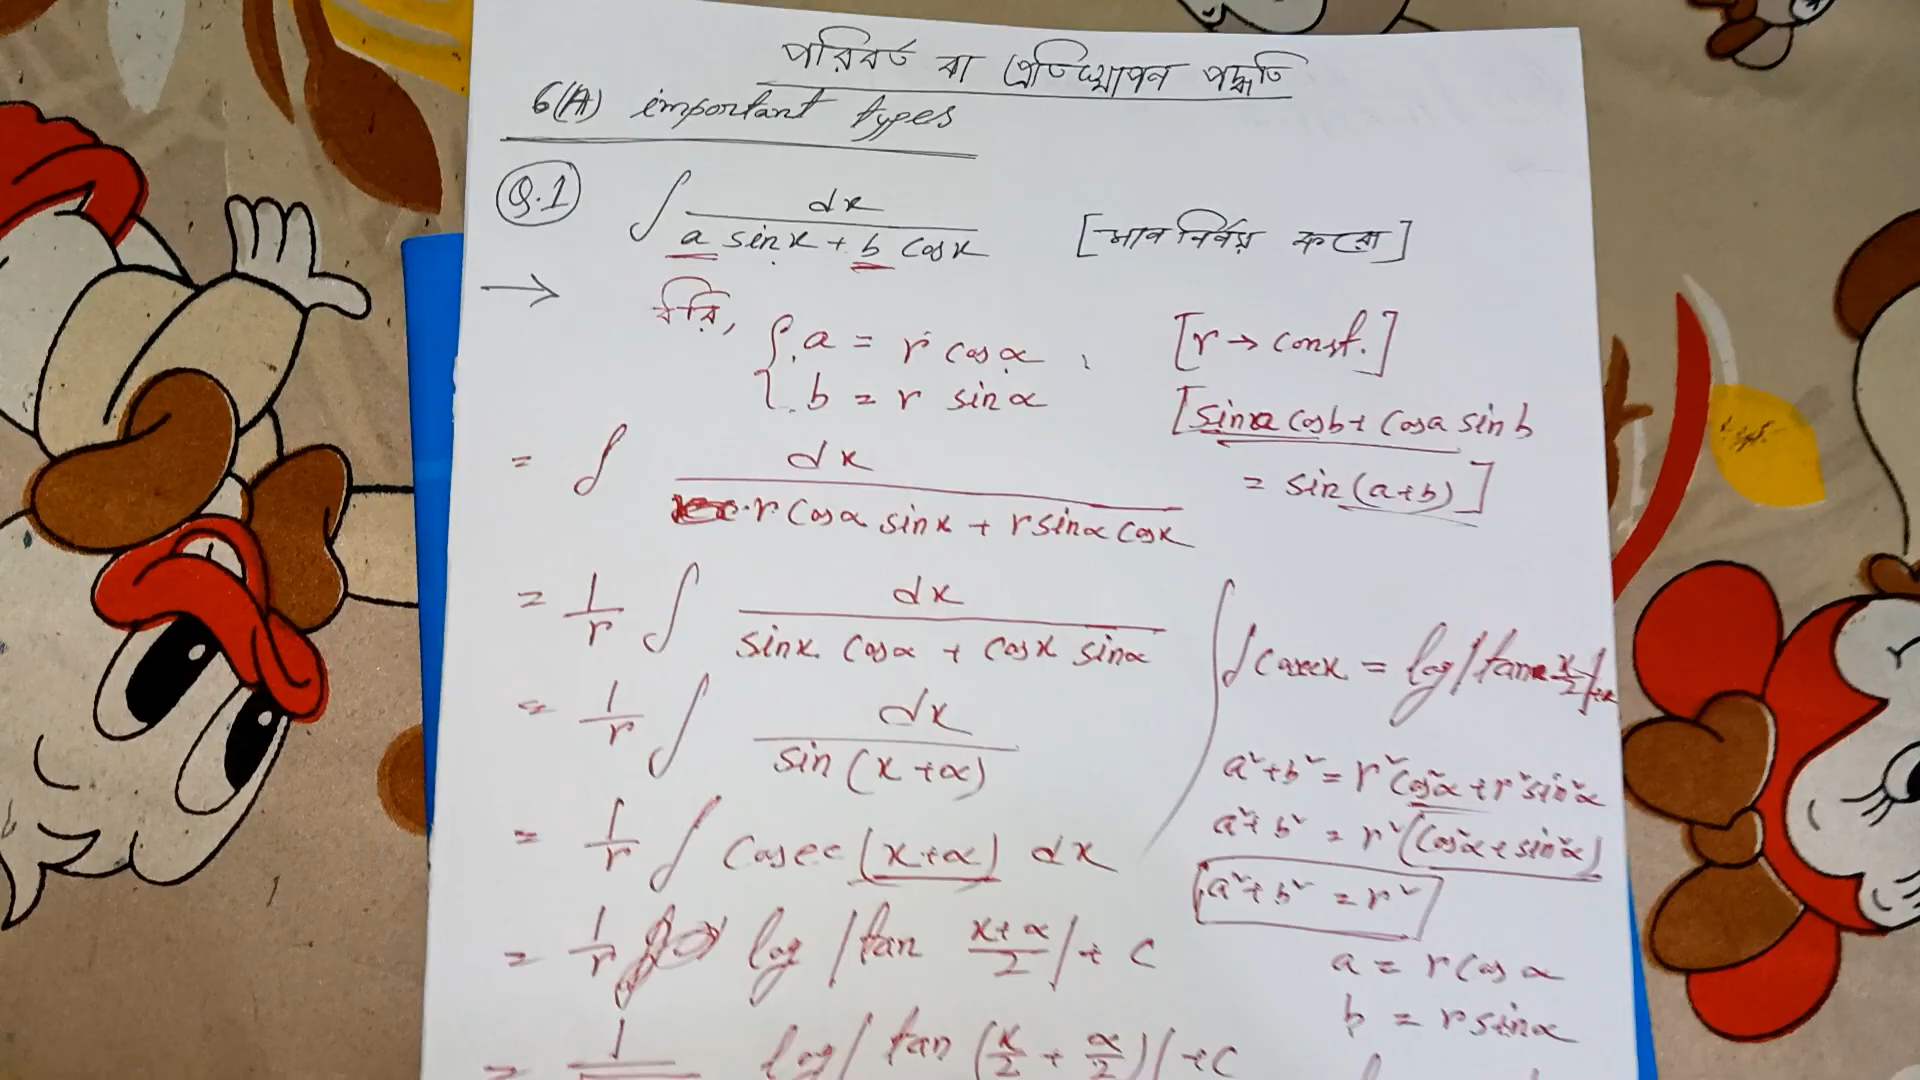 পরিবর্ত বা প্রতিস্থাপন পদ্ধতি
6(A) important types
Q.1 ∫ dx / (a sinx + b cosx) [মান নির্ণয় করো]
→ ধরি,
{ a = r cosα , [r → const.]
{ b = r sinα
[sina cosb + cosa sinb
= sin(a+b)]
= ∫ dx / (r cosα sinx + r sinα cosx)
= 1/r ∫ dx / (sinx cosα + cosx sinα)
∫cosecx = log|tan x/2|+c
= 1/r ∫ dx / sin(x+α)
a²+b² = r²cos²α + r²sin²α
a²+b² = r²(cos²α + sin²α)
= 1/r ∫ cosec(x+α) dx
a²+b² = r²
= 1/r log |tan (x+α)/2| + c
a = r cosα
b = r sinα
= 1 log| tan (x/2 + α/2)| +c